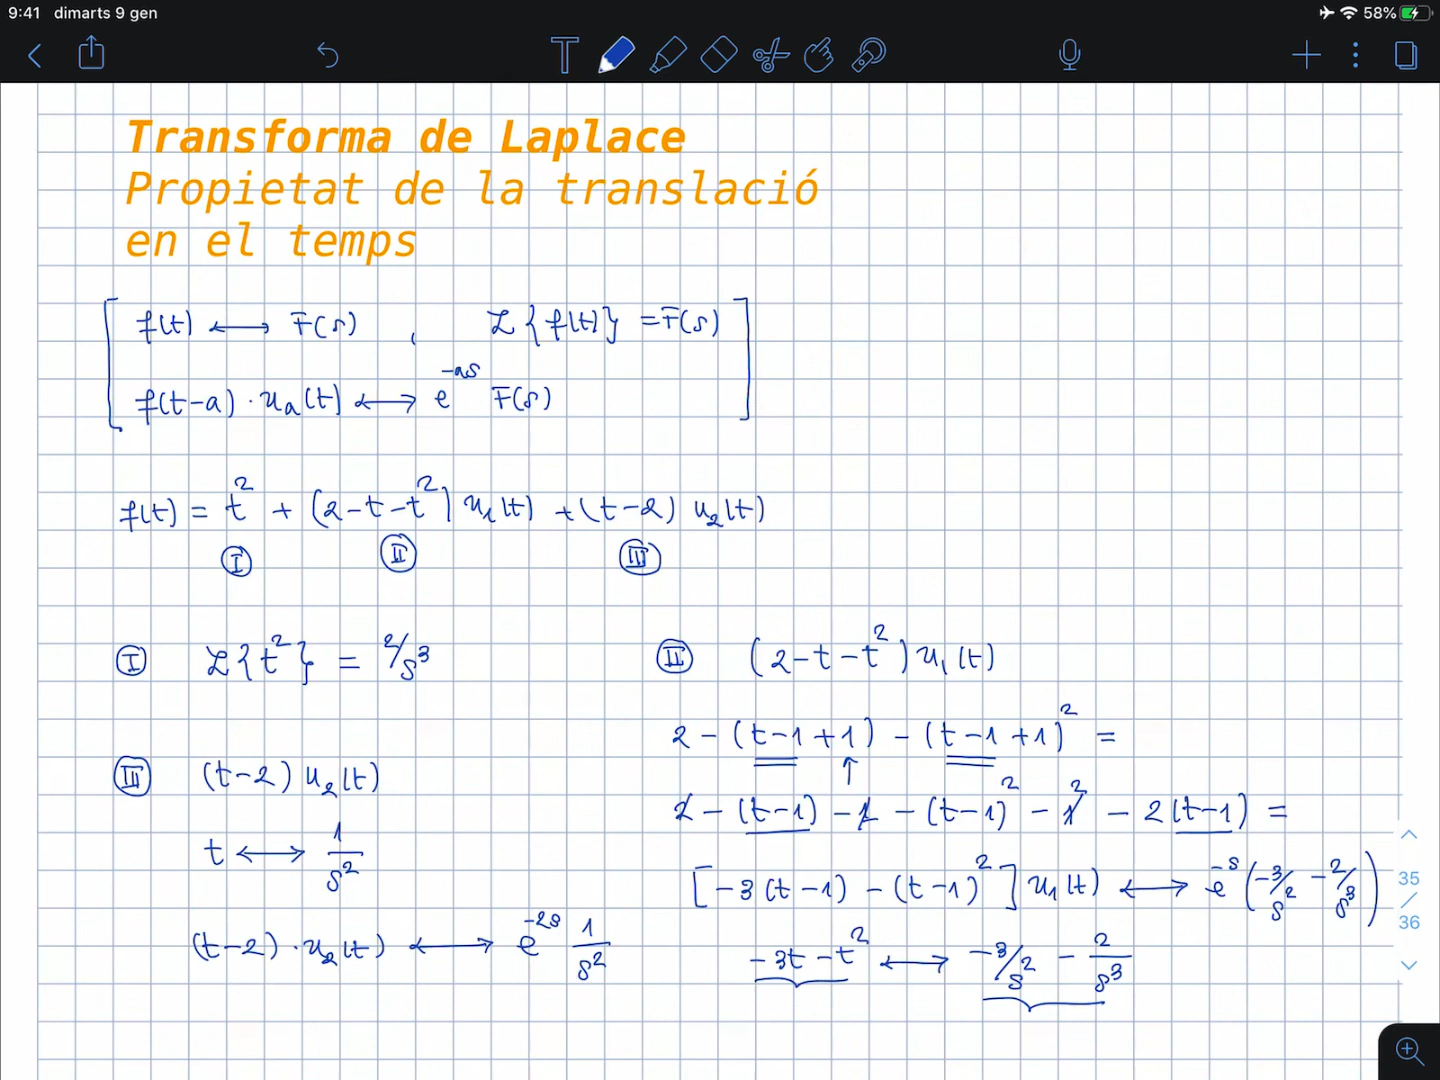 9:41 dimarts 9 gen 58%
Transforma de Laplace
Propietat de la translació
en el temps
f(t) ⟷ F(s) , ℒ{f(t)} = F(s)
f(t-a) · u_a(t) ⟷ e^{-as} F(s)
f(t) = t² + (2-t-t²) u₁(t) + (t-2) u₂(t)
I II III
I ℒ{t²} = 2/s³
III (t-2) u₂(t)
t ⟷ 1/s²
(t-2) · u₂(t) ⟷ e^{-2s} 1/s²
II (2-t-t²) u₁(t)
2 - (t-1+1) - (t-1+1)² =
2 - (t-1) - 1 - (t-1)² - 1² - 2(t-1) =
[-3(t-1) - (t-1)²] u₁(t) ⟷ e^{-s} (-3/s² - 2/s³)
-3t - t² ⟷ -3/s² - 2/s³
35
/
36